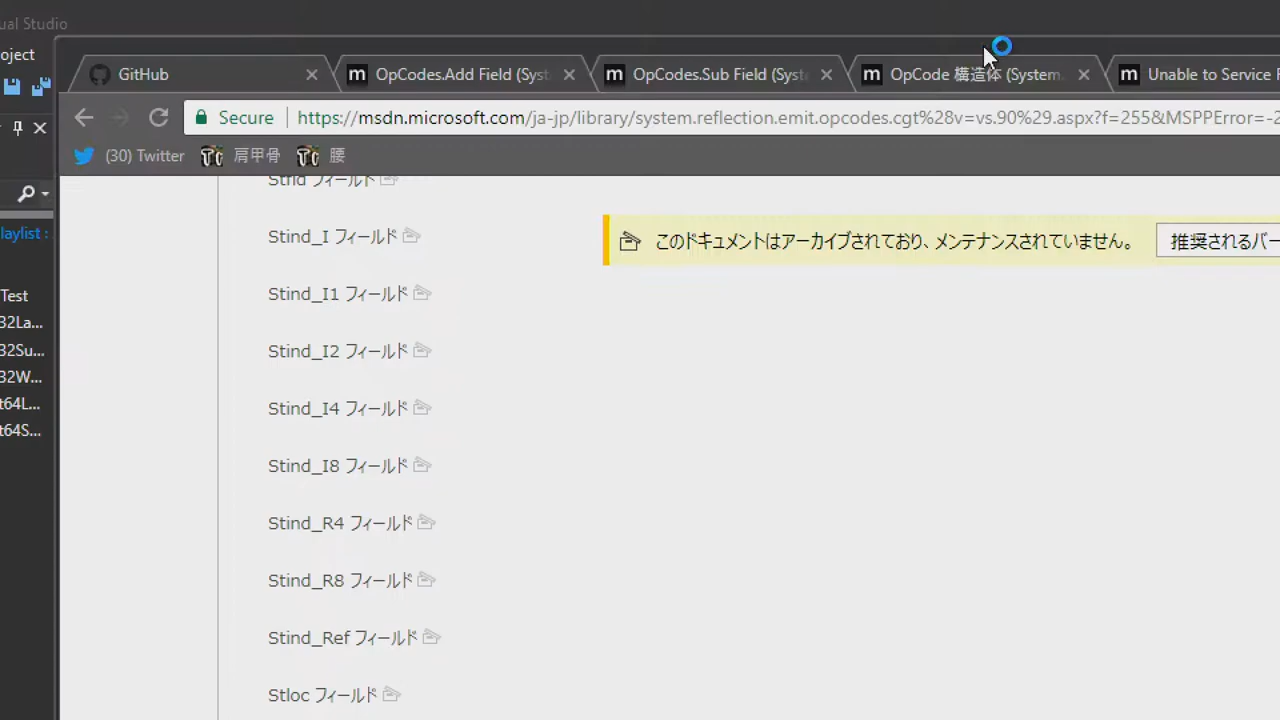 ual Studio
oject
GitHub
OpCodes.Add Field (Syst
OpCodes.Sub Field (Syste
OpCode 構造体 (System.
Unable to Service R
Secure
https://msdn.microsoft.com/ja-jp/library/system.reflection.emit.opcodes.cgt%28v=vs.90%29.aspx?f=255&MSPPError=-2
(30) Twitter
肩甲骨
腰
laylist :
Test
32La...
32Su...
32W...
t64L...
t64S...
Stfld フィールド
Stind_I フィールド
Stind_I1 フィールド
Stind_I2 フィールド
Stind_I4 フィールド
Stind_I8 フィールド
Stind_R4 フィールド
Stind_R8 フィールド
Stind_Ref フィールド
Stloc フィールド
このドキュメントはアーカイブされており、メンテナンスされていません。
推奨されるバー